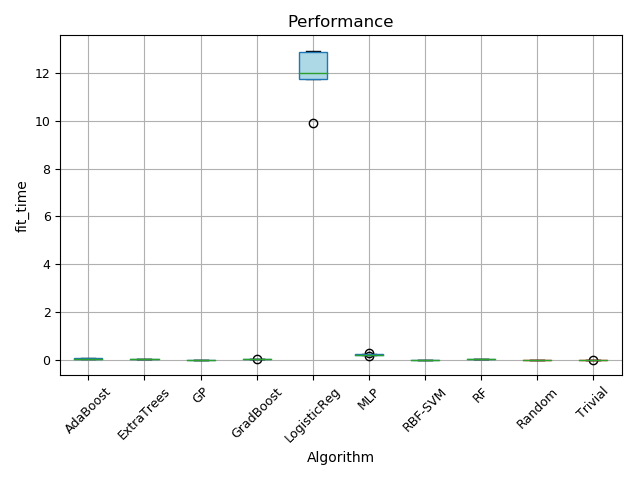 Performance
fit_time
12
10
8
6
4
2
0
AdaBoost
ExtraTrees
GP
GradBoost
LogisticReg
MLP
RBF-SVM
RF
Random
Trivial
Algorithm